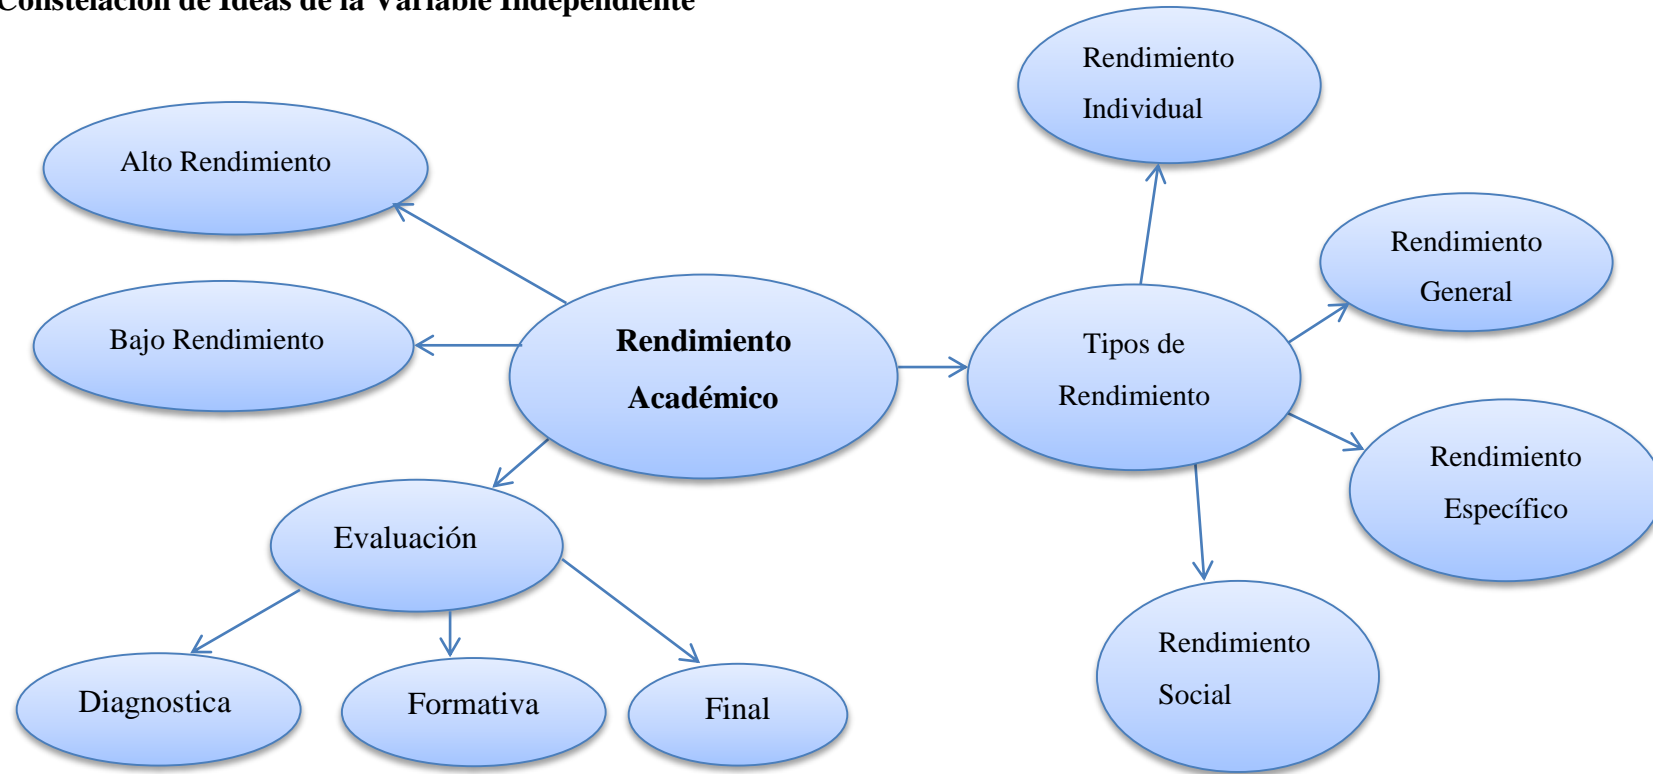 Constelación de Ideas de la Variable Independiente
Rendimiento
Individual
Alto Rendimiento
Rendimiento
General
Bajo Rendimiento
Rendimiento
Académico
Tipos de
Rendimiento
Rendimiento
Específico
Evaluación
Rendimiento
Social
Diagnostica
Formativa
Final